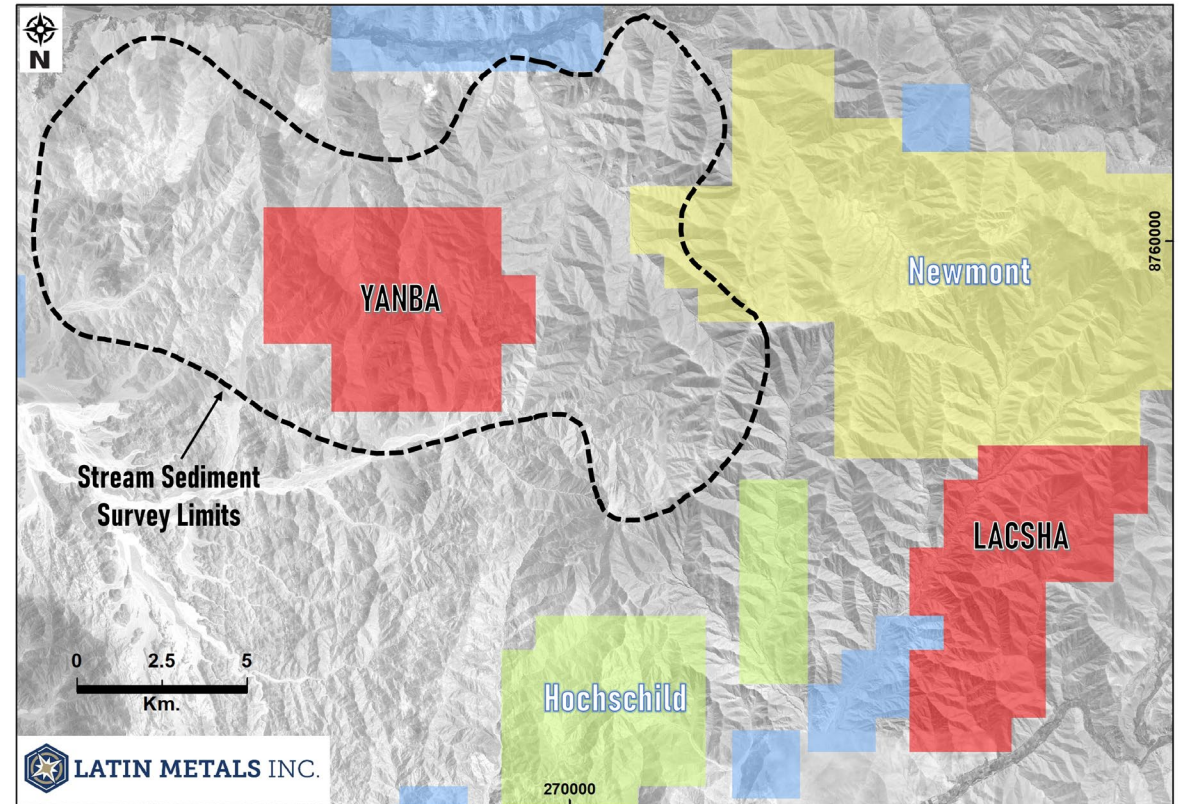 N
YANBA
Newmont
8760000
Stream Sediment
Survey Limits
LACSHA
0 2.5 5
Km.
Hochschild
LATIN METALS INC.
270000